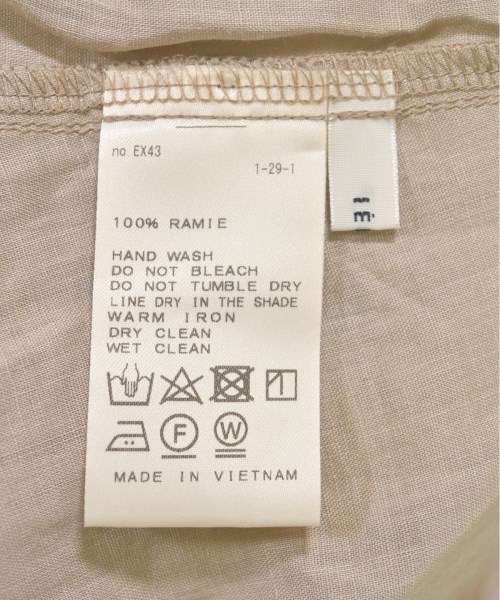 no. EX43
1-29-1
100% RAMIE
HAND WASH
DO NOT BLEACH
DO NOT TUMBLE DRY
LINE DRY IN THE SHADE
WARM IRON
DRY CLEAN
WET CLEAN
F
W
MADE IN VIETNAM